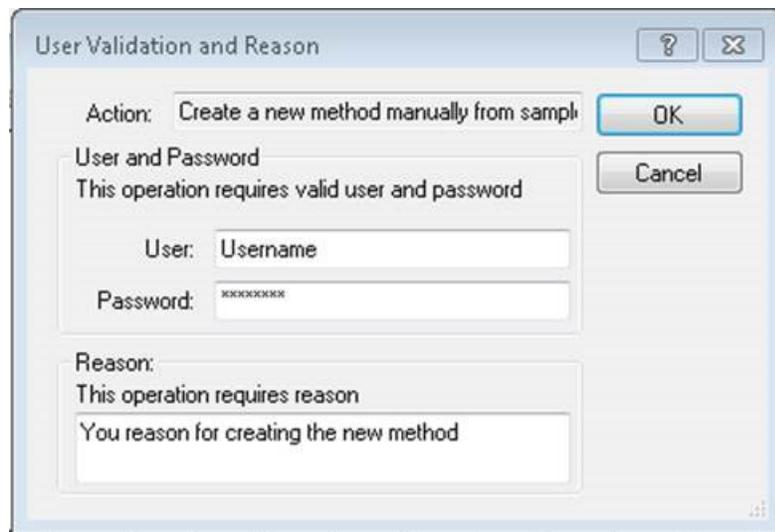 User Validation and Reason
Action: Create a new method manually from sampl
OK
User and Password
This operation requires valid user and password
Cancel
User: Username
Password: ********
Reason:
This operation requires reason
You reason for creating the new method